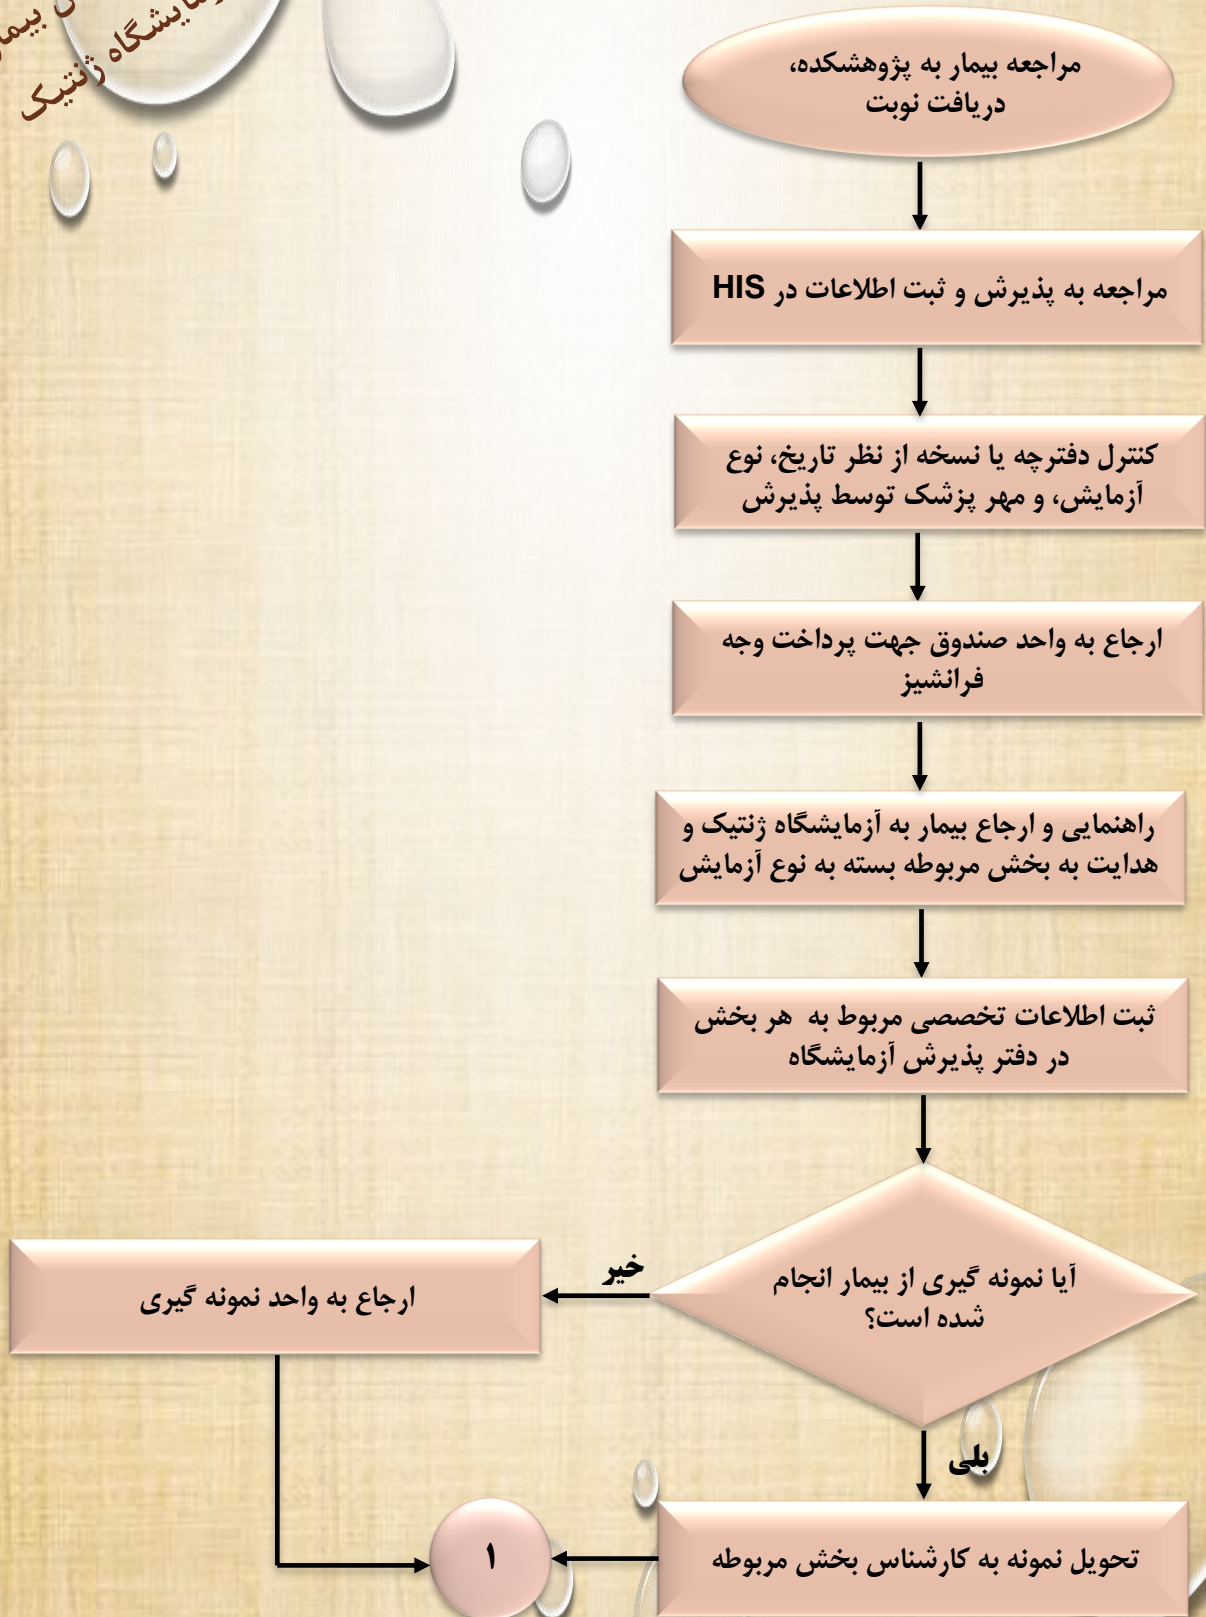 آزمایشگاه ژنتیک
مراجعه بیمار به پژوهشکده،
دریافت نوبت
مراجعه به پذیرش و ثبت اطلاعات در HIS
کنترل دفترچه یا نسخه از نظر تاریخ، نوع
آزمایش، و مهر پزشک توسط پذیرش
ارجاع به واحد صندوق جهت پرداخت وجه
فرانشیز
راهنمایی و ارجاع بیمار به آزمایشگاه ژنتیک و
هدایت به بخش مربوطه بسته به نوع آزمایش
ثبت اطلاعات تخصصی مربوط به هر بخش
در دفتر پذیرش آزمایشگاه
آیا نمونه گیری از بیمار انجام
شده است؟
خیر
ارجاع به واحد نمونه گیری
بلی
تحویل نمونه به کارشناس بخش مربوطه
۱